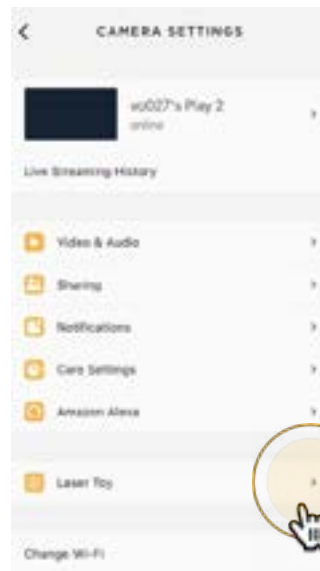 CAMERA SETTINGS
vc027's Play 2
online
Live Streaming History
Video & Audio
Sharing
Notifications
Care Settings
Amazon Alexa
Laser Toy
Change Wi-Fi